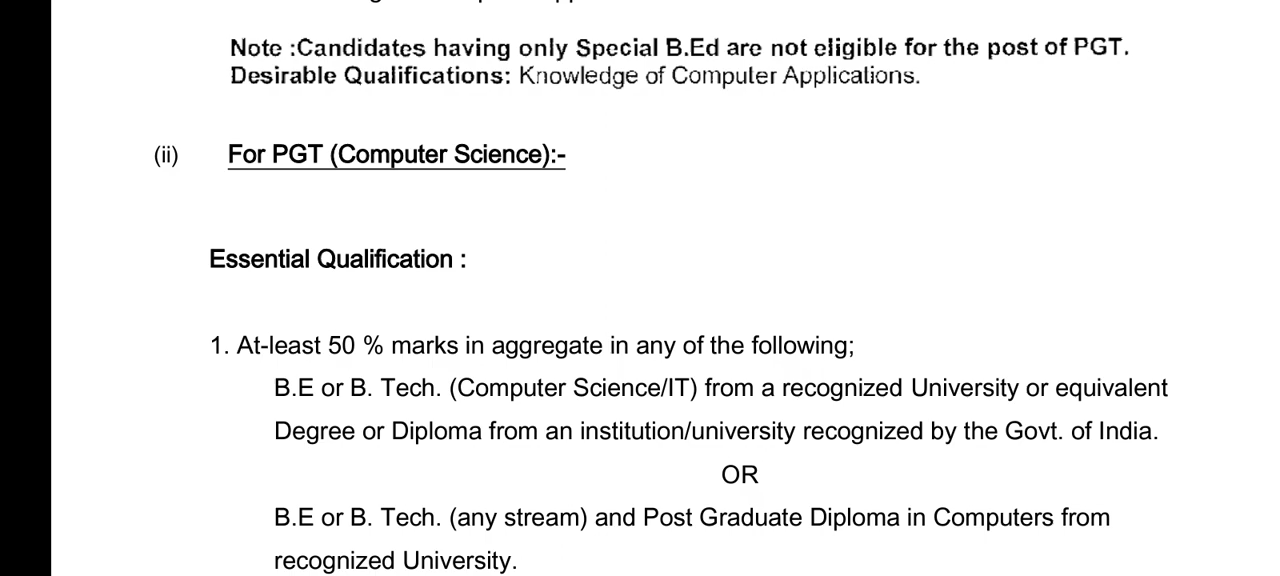 Note :Candidates having only Special B.Ed are not eligible for the post of PGT.
Desirable Qualifications: Knowledge of Computer Applications.
(ii) For PGT (Computer Science):-
Essential Qualification :
1. At-least 50 % marks in aggregate in any of the following;
B.E or B. Tech. (Computer Science/IT) from a recognized University or equivalent
Degree or Diploma from an institution/university recognized by the Govt. of India.
OR
B.E or B. Tech. (any stream) and Post Graduate Diploma in Computers from
recognized University.